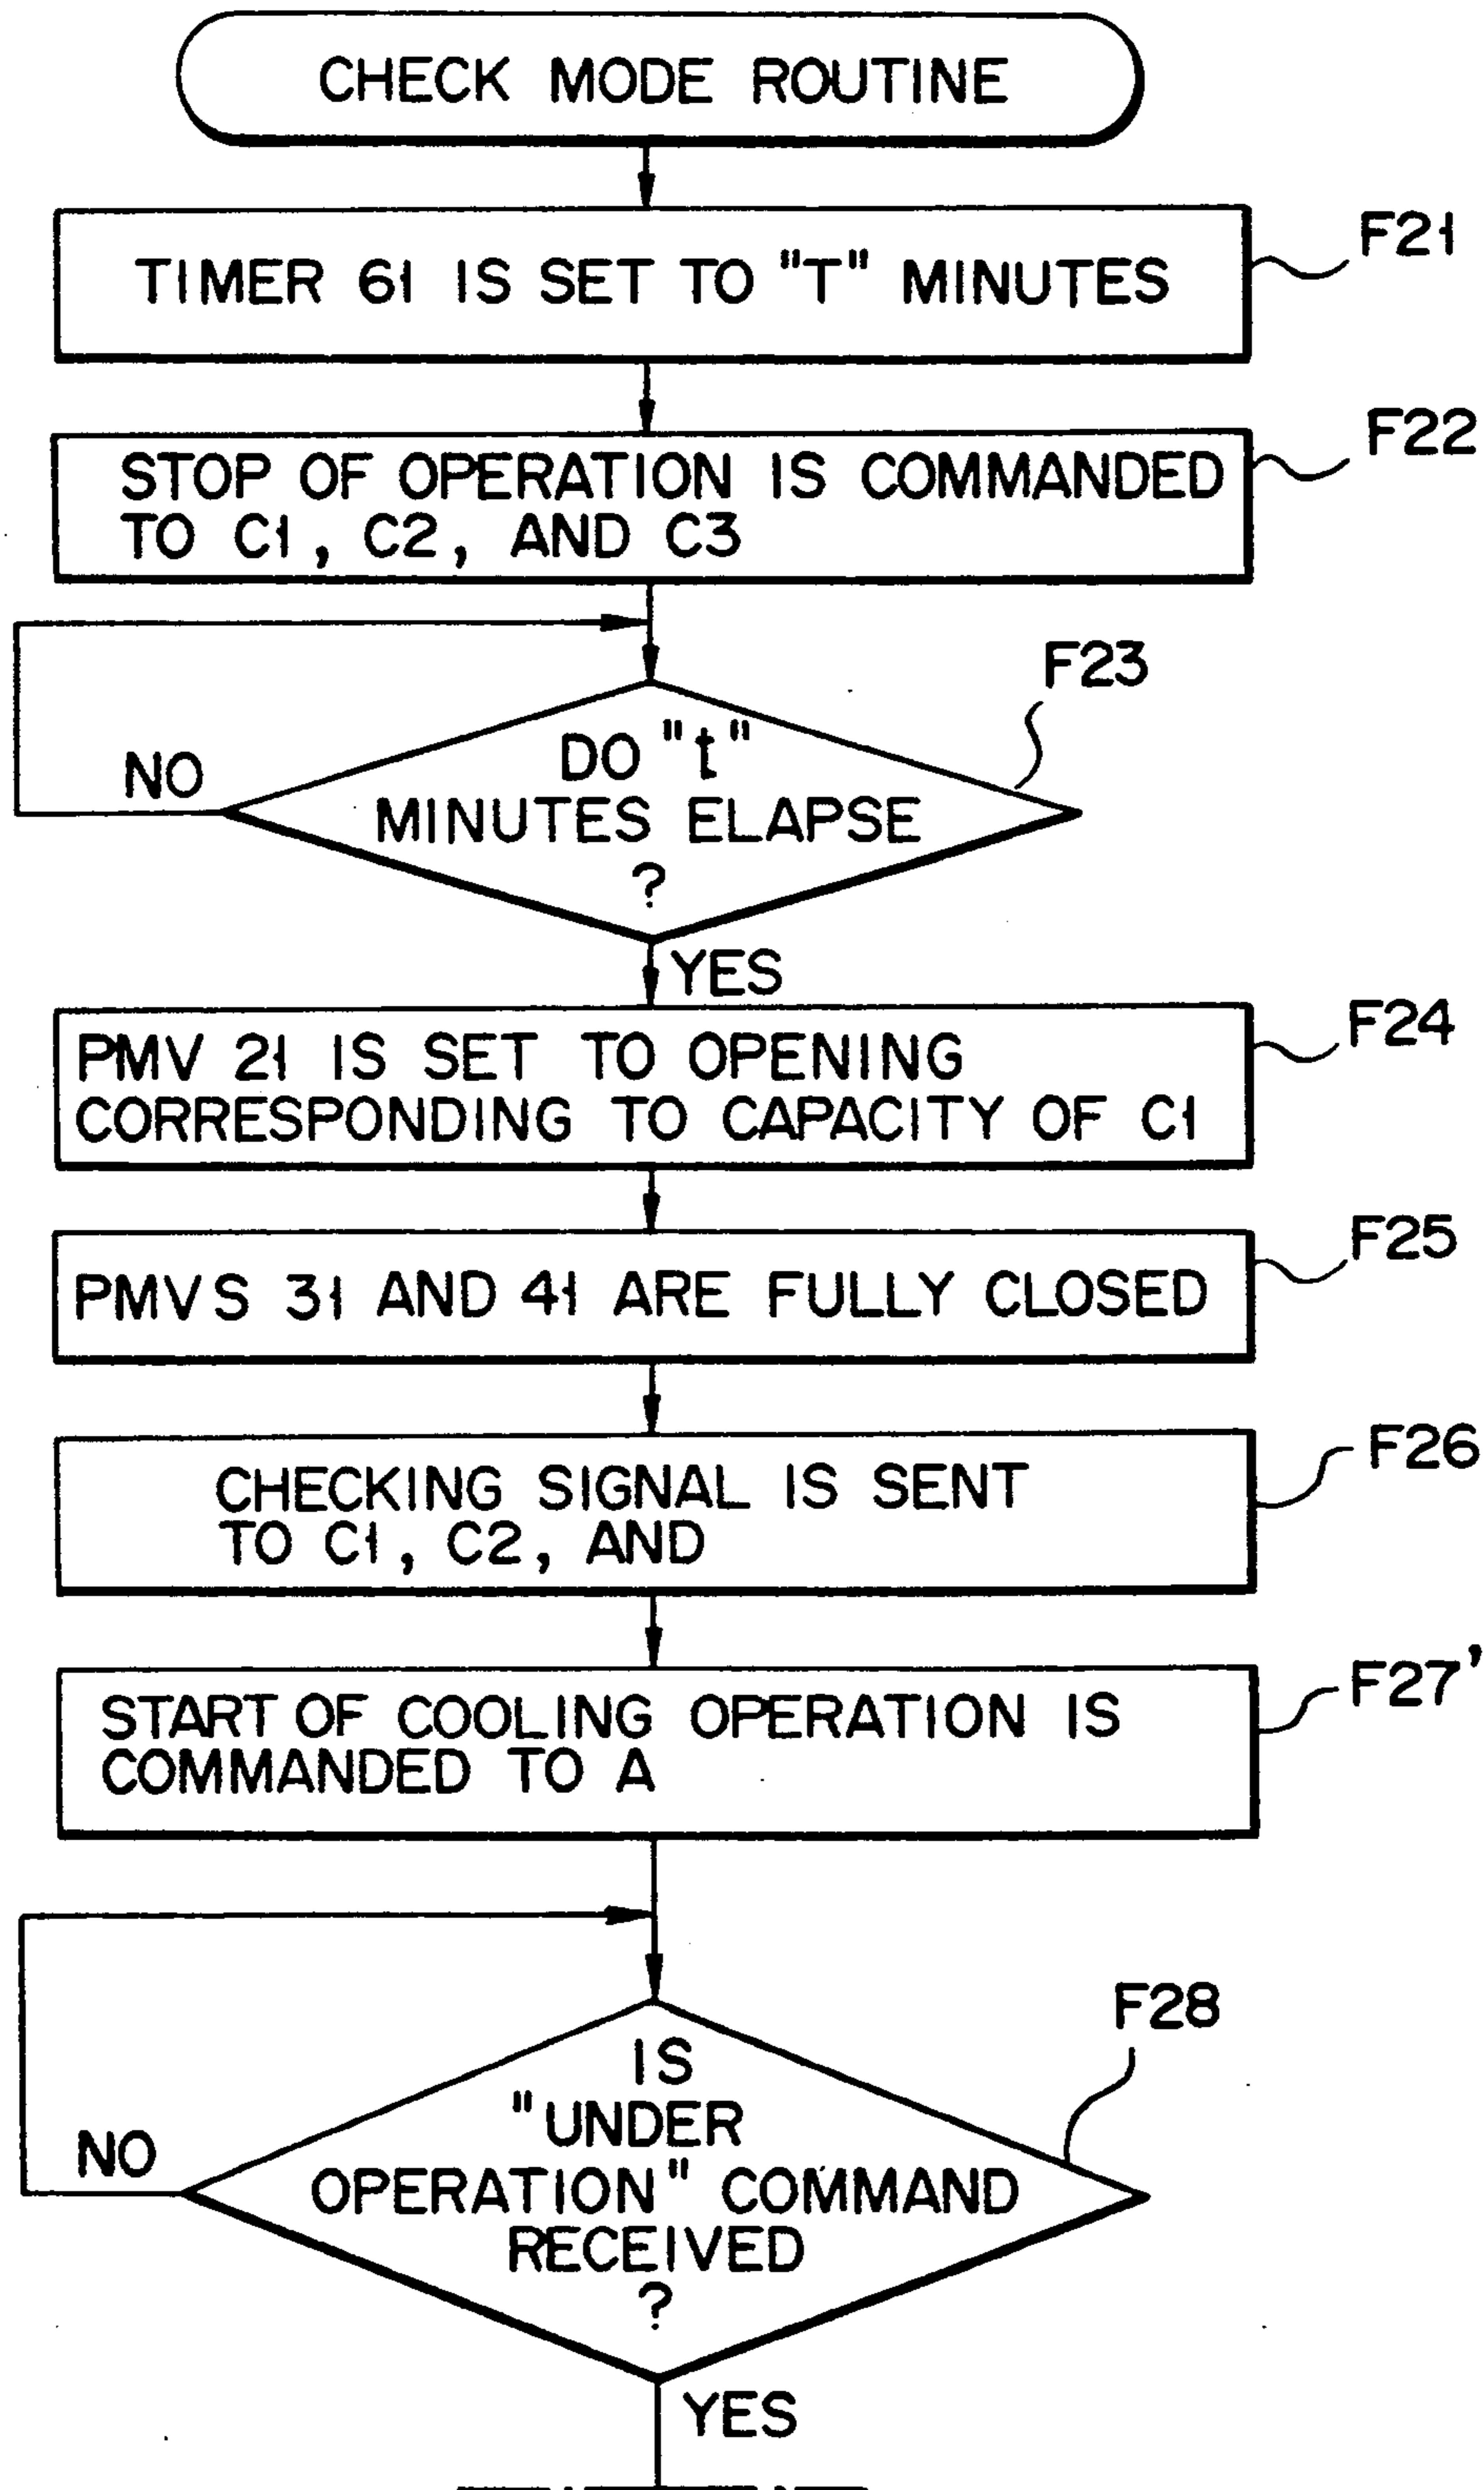 CHECK MODE ROUTINE
TIMER 61 IS SET TO "T" MINUTES
F21
STOP OF OPERATION IS COMMANDED
TO C1, C2, AND C3
F22
F23
DO "t"
MINUTES ELAPSE
?
NO
YES
PMV 21 IS SET TO OPENING
CORRESPONDING TO CAPACITY OF C1
F24
PMVS 31 AND 41 ARE FULLY CLOSED
F25
CHECKING SIGNAL IS SENT
TO C1, C2, AND
F26
START OF COOLING OPERATION IS
COMMANDED TO A
F27'
F28
IS
"UNDER
OPERATION" COMMAND
RECEIVED
?
NO
YES